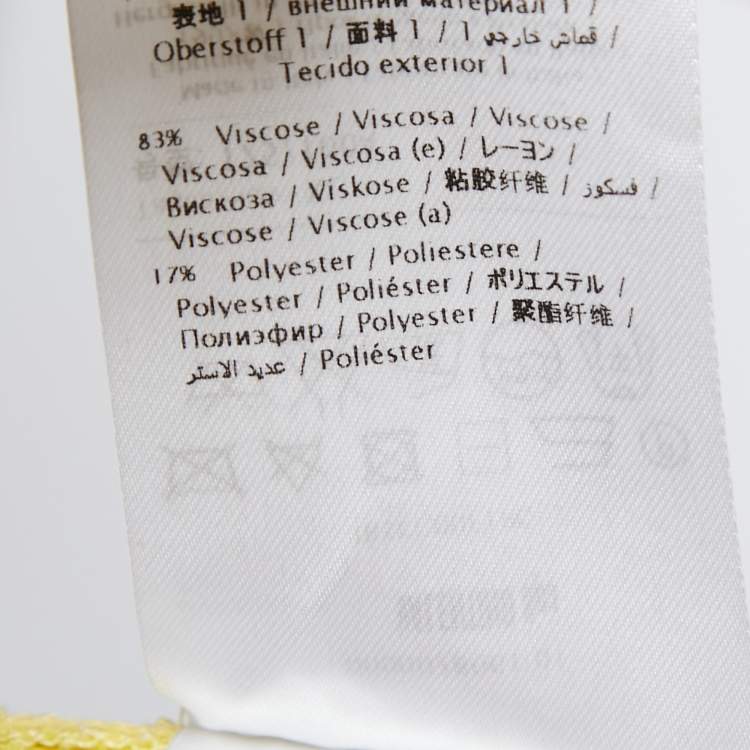 表地 1 / внешний материал 1 /
Oberstoff 1 / 面料 1 / 1 قماش خارجي /
Tecido exterior 1
83% Viscose / Viscosa / Viscose /
Viscosa / Viscosa (e) / レーヨン /
Вискоза / Viskose / 粘胶纤维 / فسكوز /
Viscose / Viscose (a)
17% Polyester / Poliestere /
Polyester / Poliéster / ポリエステル /
Полиэфир / Polyester / 聚酯纤维 /
عديد الاستر / Poliéster